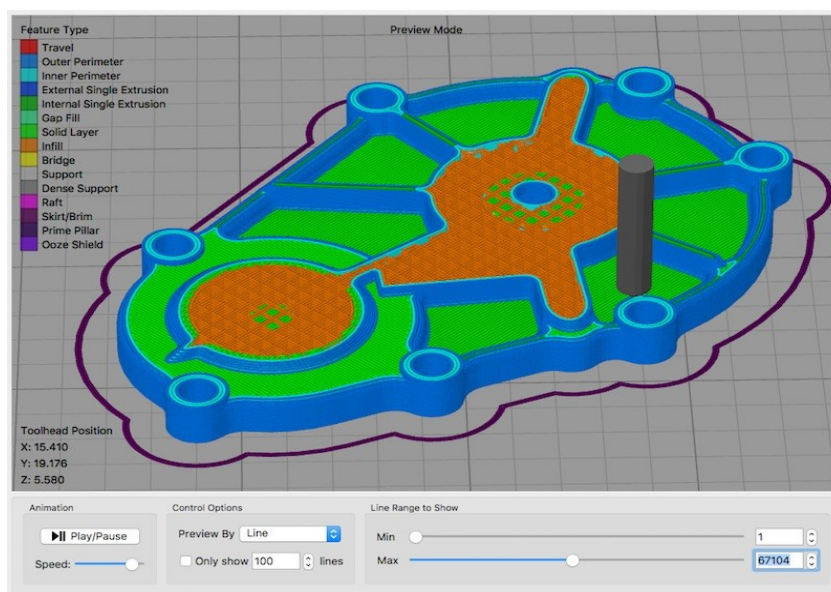 Feature Type
Preview Mode
Travel
Outer Perimeter
Inner Perimeter
External Single Extrusion
Internal Single Extrusion
Gap Fill
Solid Layer
Infill
Bridge
Support
Dense Support
Raft
Skirt/Brim
Prime Pillar
Ooze Shield
Toolhead Position
X: 15.410
Y: 19.176
Z: 5.580
Animation
Play/Pause
Speed:
Control Options
Preview By Line
Only show 100 lines
Line Range to Show
Min 1
Max 67104